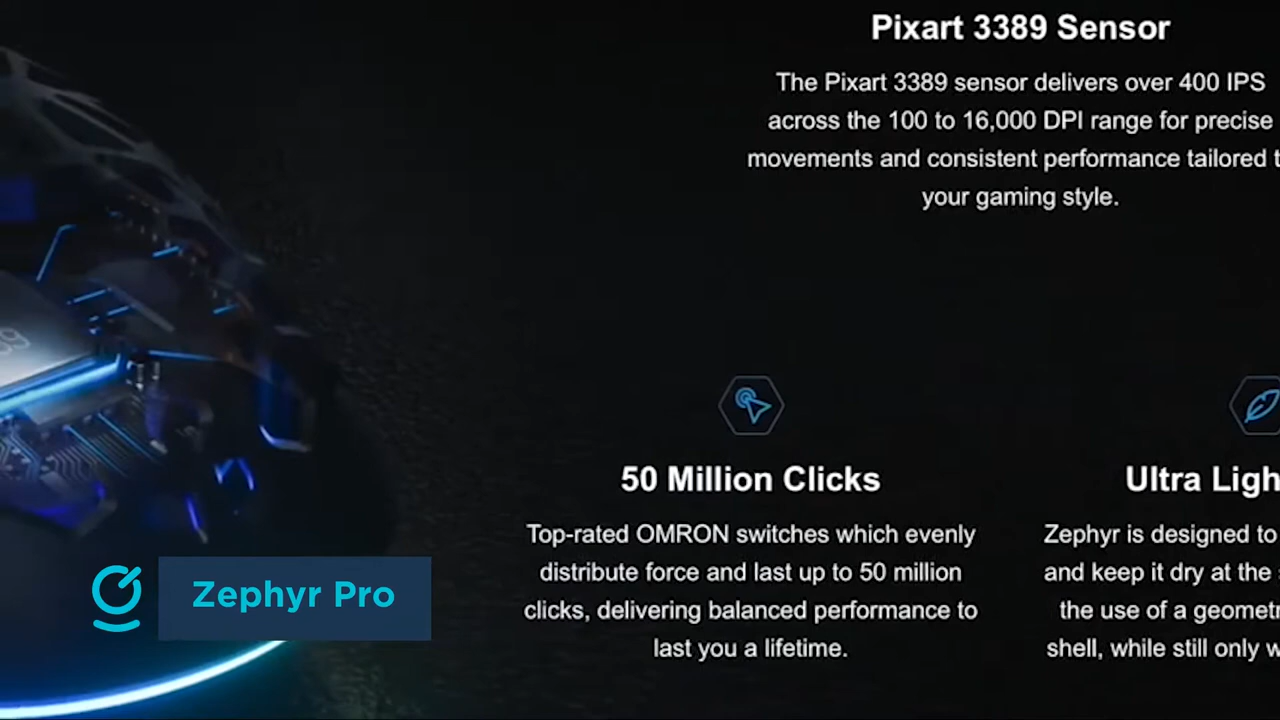 Pixart 3389 Sensor
The Pixart 3389 sensor delivers over 400 IPS
across the 100 to 16,000 DPI range for precise
movements and consistent performance tailored
your gaming style.
50 Million Clicks
Top-rated OMRON switches which evenly
distribute force and last up to 50 million
clicks, delivering balanced performance to
last you a lifetime.
Ultra
Zephyr is designed to
and keep it dry at the
the use of a
shell, while still only
Zephyr Pro